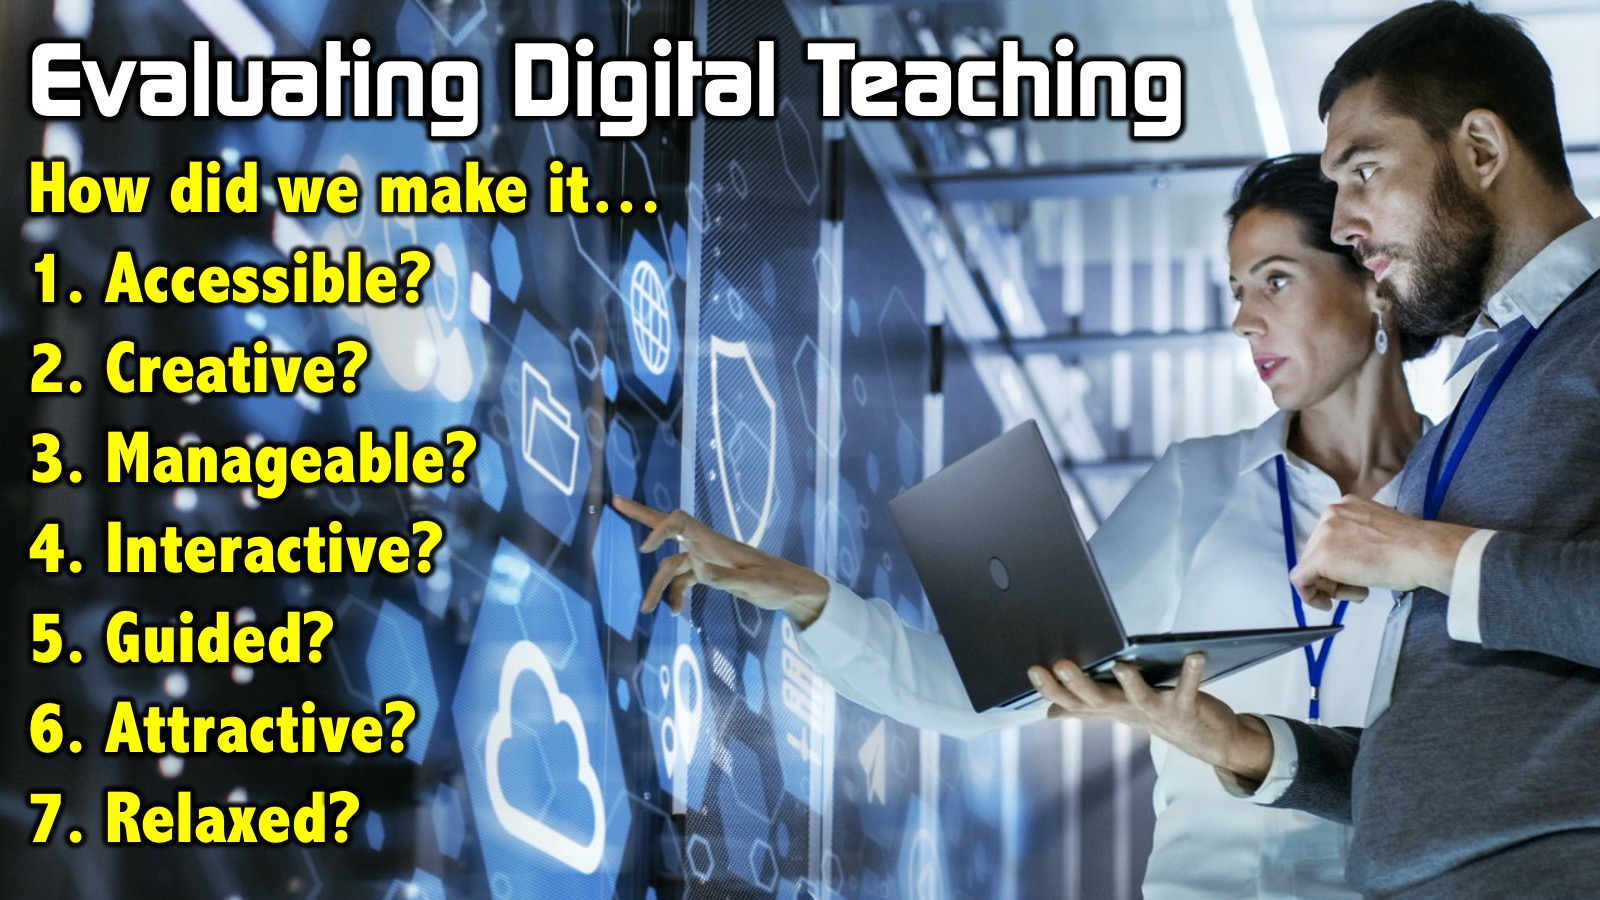 Evaluating Digital Teaching
How did we make it...
1. Accessible?
2. Creative?
3. Manageable?
4. Interactive?
5. Guided?
6. Attractive?
7. Relaxed?